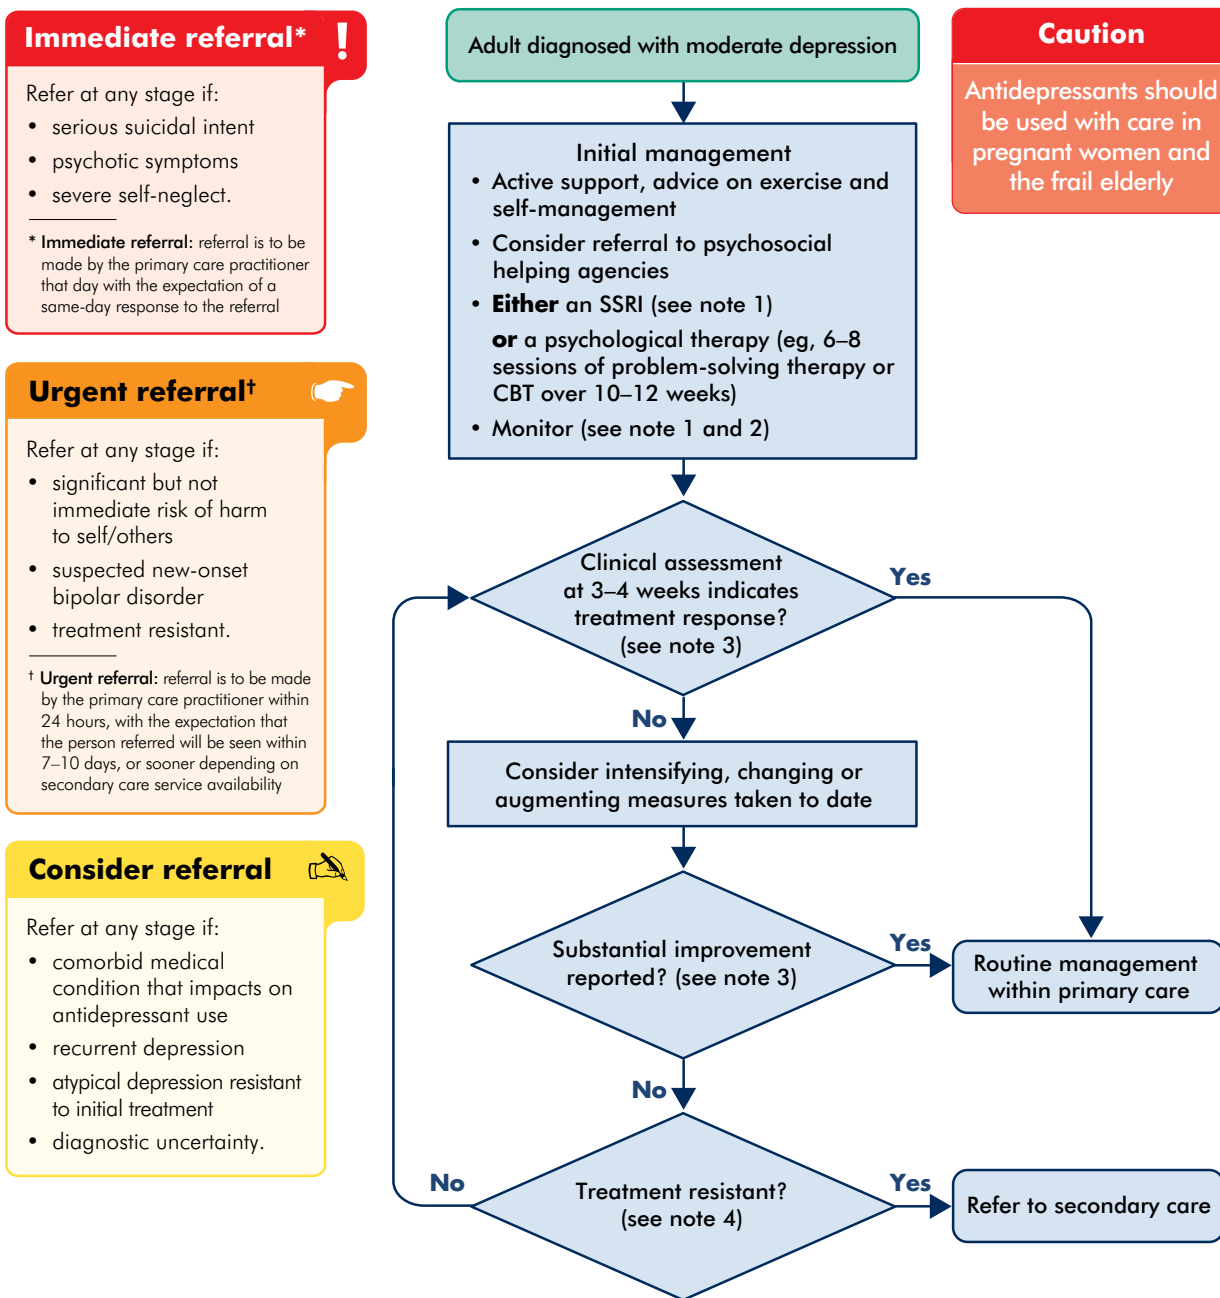 Immediate referral* !
Refer at any stage if:
• serious suicidal intent
• psychotic symptoms
• severe self-neglect.
* Immediate referral: referral is to be
made by the primary care practitioner
that day with the expectation of a
same-day response to the referral
Urgent referral†
Refer at any stage if:
• significant but not
immediate risk of harm
to self/others
• suspected new-onset
bipolar disorder
• treatment resistant.
† Urgent referral: referral is to be made
by the primary care practitioner within
24 hours, with the expectation that
the person referred will be seen within
7–10 days, or sooner depending on
secondary care service availability
Consider referral
Refer at any stage if:
• comorbid medical
condition that impacts on
antidepressant use
• recurrent depression
• atypical depression resistant
to initial treatment
• diagnostic uncertainty.
Adult diagnosed with moderate depression
Initial management
• Active support, advice on exercise and
self-management
• Consider referral to psychosocial
helping agencies
• Either an SSRI (see note 1)
or a psychological therapy (eg, 6–8
sessions of problem-solving therapy or
CBT over 10–12 weeks)
• Monitor (see note 1 and 2)
Clinical assessment
at 3–4 weeks indicates
treatment response?
(see note 3)
Yes
No
Consider intensifying, changing or
augmenting measures taken to date
Substantial improvement
reported? (see note 3)
Yes
Routine management
within primary care
No
Treatment resistant?
(see note 4)
No
Yes
Refer to secondary care
Caution
Antidepressants should
be used with care in
pregnant women and
the frail elderly